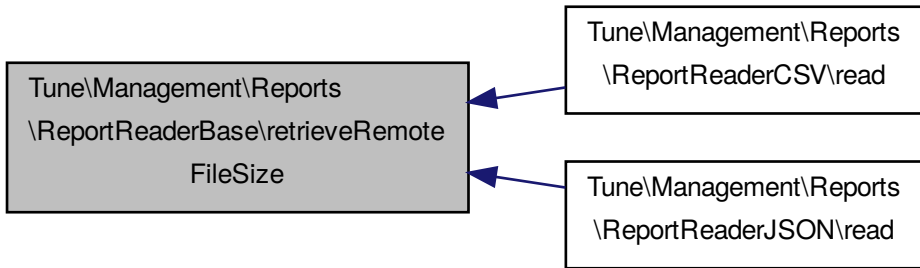 Tune\Management\Reports
\ReportReaderBase\retrieveRemote
FileSize
Tune\Management\Reports
\ReportReaderCSV\read
Tune\Management\Reports
\ReportReaderJSON\read